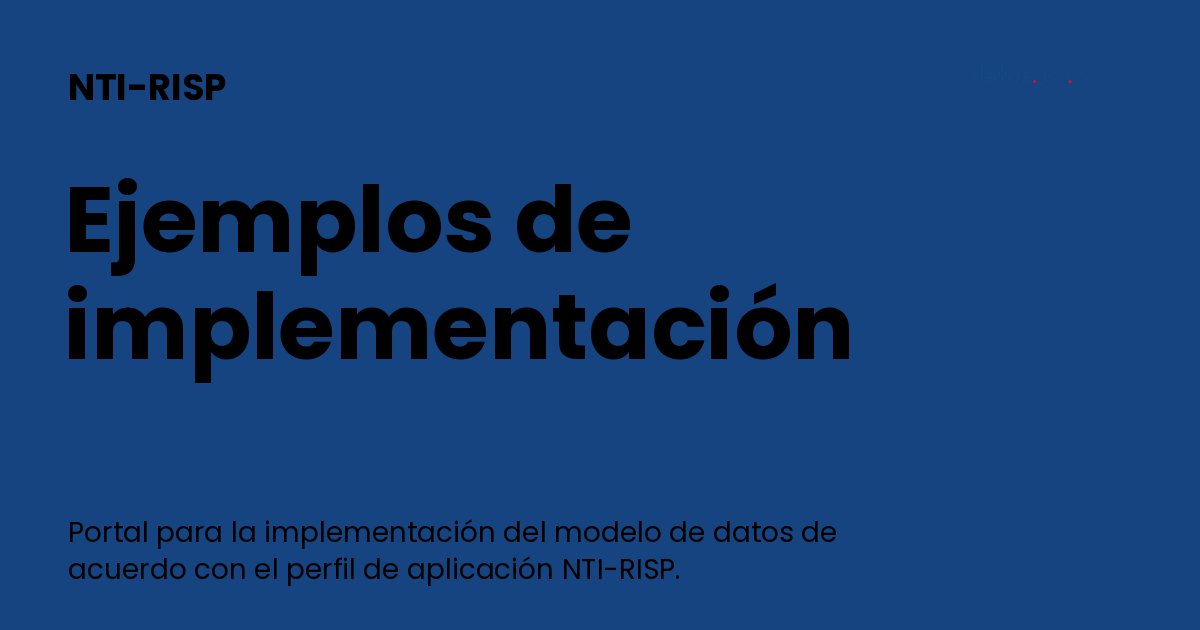 NTI-RISP
Ejemplos de
implementación
Portal para la implementación del modelo de datos de
acuerdo con el perfil de aplicación NTI-RISP.